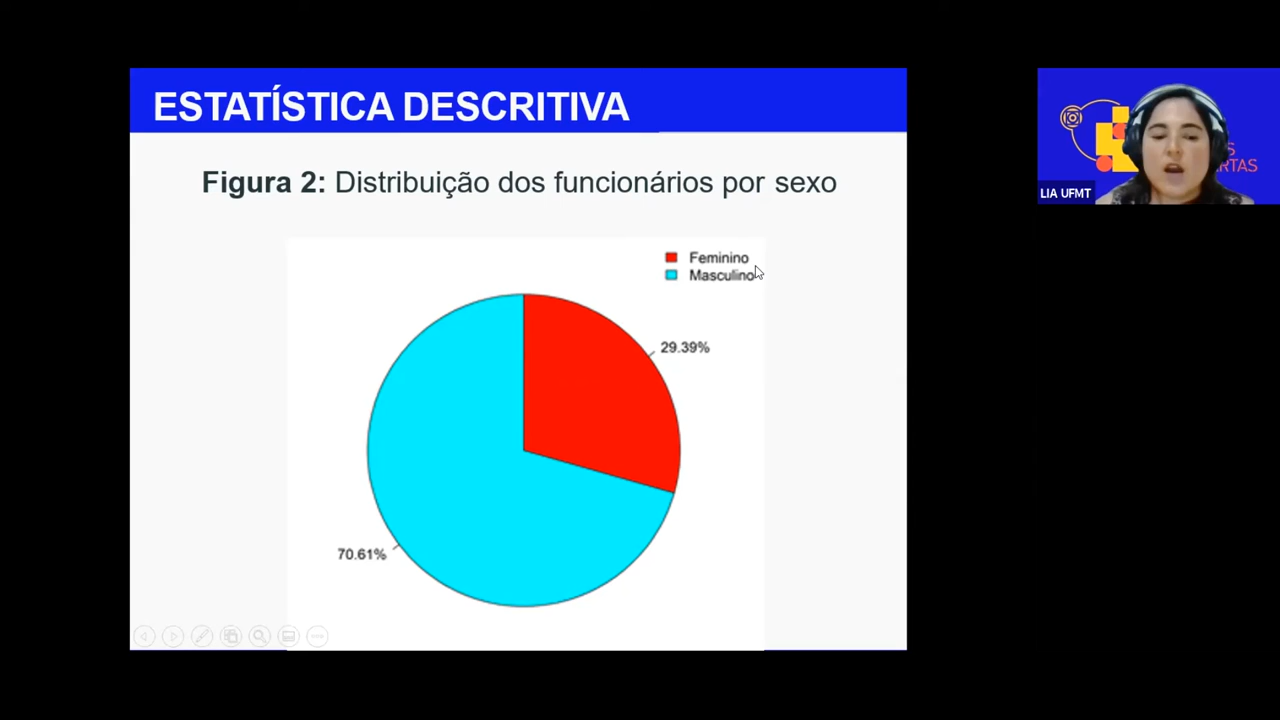 ESTATÍSTICA DESCRITIVA
Figura 2: Distribuição dos funcionários por sexo
Feminino
Masculino
29.39%
70.61%
LIA UFMT